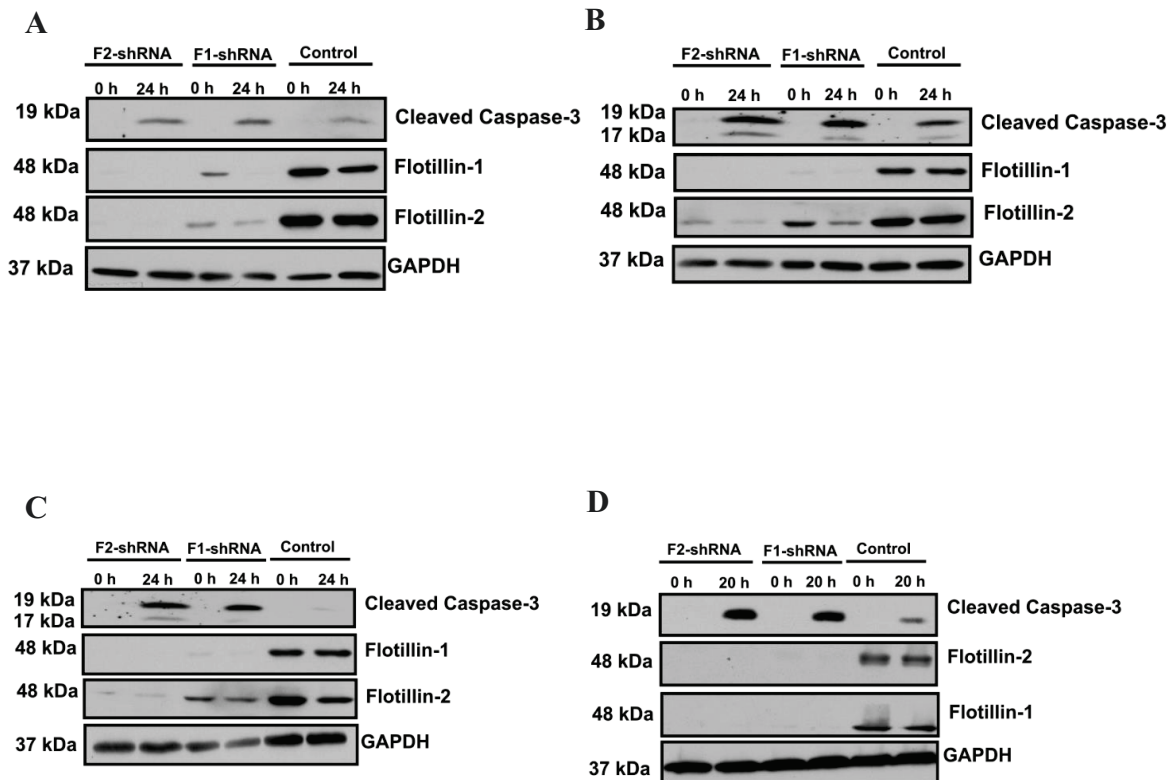 A
F2-shRNA F1-shRNA Control
0 h 24 h 0 h 24 h 0 h 24 h
19 kDa Cleaved Caspase-3
48 kDa Flotillin-1
48 kDa Flotillin-2
37 kDa GAPDH
B
F2-shRNA F1-shRNA Control
0 h 24 h 0 h 24 h 0 h 24 h
19 kDa Cleaved Caspase-3
17 kDa
48 kDa Flotillin-1
48 kDa Flotillin-2
37 kDa GAPDH
C
F2-shRNA F1-shRNA Control
0 h 24 h 0 h 24 h 0 h 24 h
19 kDa Cleaved Caspase-3
17 kDa
48 kDa Flotillin-1
48 kDa Flotillin-2
37 kDa GAPDH
D
F2-shRNA F1-shRNA Control
0 h 20 h 0 h 20 h 0 h 20 h
19 kDa Cleaved Caspase-3
48 kDa Flotillin-2
48 kDa Flotillin-1
37 kDa GAPDH